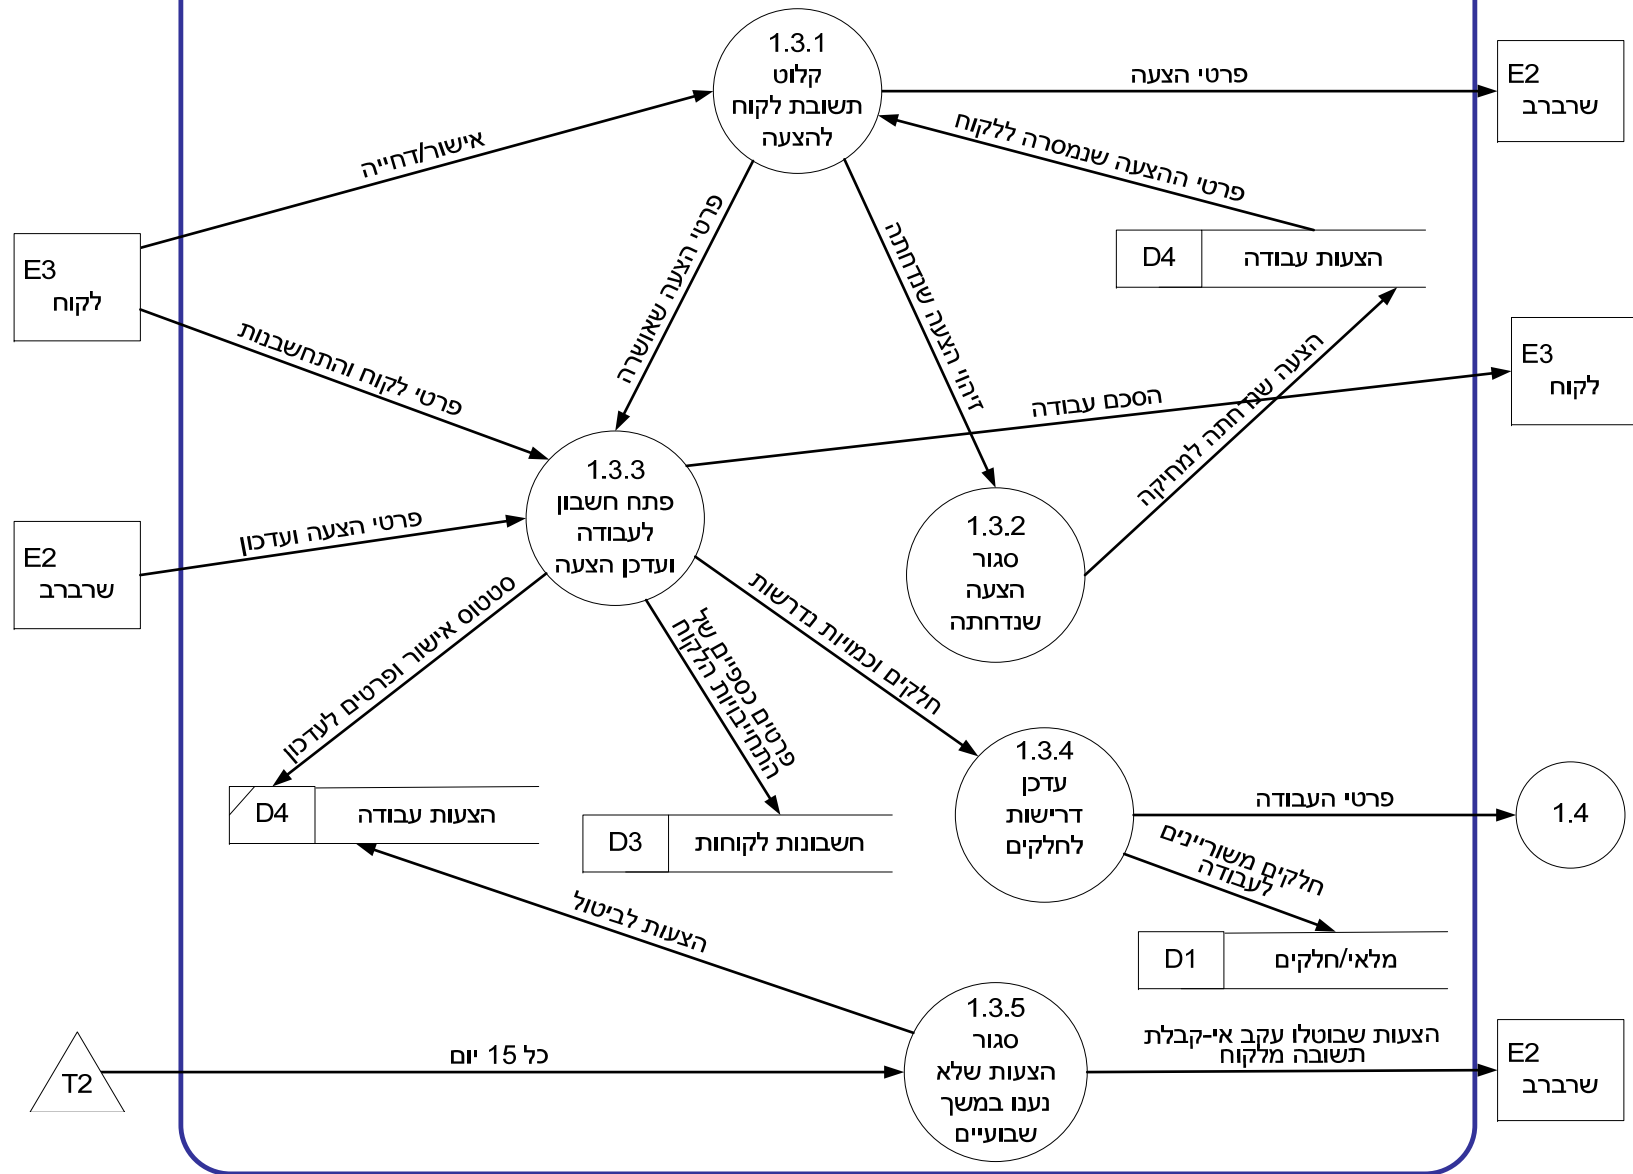 1.3.1
קלוט
תשובת לקוח
להצעה
פרטי הצעה
E2
שרברב
אישור/דחייה
פרטי ההצעה שנמסרה ללקוח
E3
לקוח
פרטי הצעה שאושרה
זיהוי הצעה שנדחתה
D4
הצעות עבודה
פרטי לקוח והתחשבנות
הסכם עבודה
הצעה שנדחתה למחיקה
E3
לקוח
1.3.3
פתח חשבון
לעבודה
ועדכן הצעה
1.3.2
סגור
הצעה
שנדחתה
E2
שרברב
פרטי הצעה ועדכון
סטטוס אישור ופרטים לעדכון
פרטים כספיים של
התחייבויות הלקוח
חלקים וכמויות נדרשות
1.3.4
עדכן
דרישות
לחלקים
פרטי העבודה
1.4
D4
הצעות עבודה
D3
חשבונות לקוחות
חלקים משוריינים
לעבודה
D1
מלאי/חלקים
הצעות לביטול
T2
כל 15 יום
1.3.5
סגור
הצעות שלא
נענו במשך
שבועיים
הצעות שבוטלו עקב אי-קבלת
תשובה מלקוח
E2
שרברב